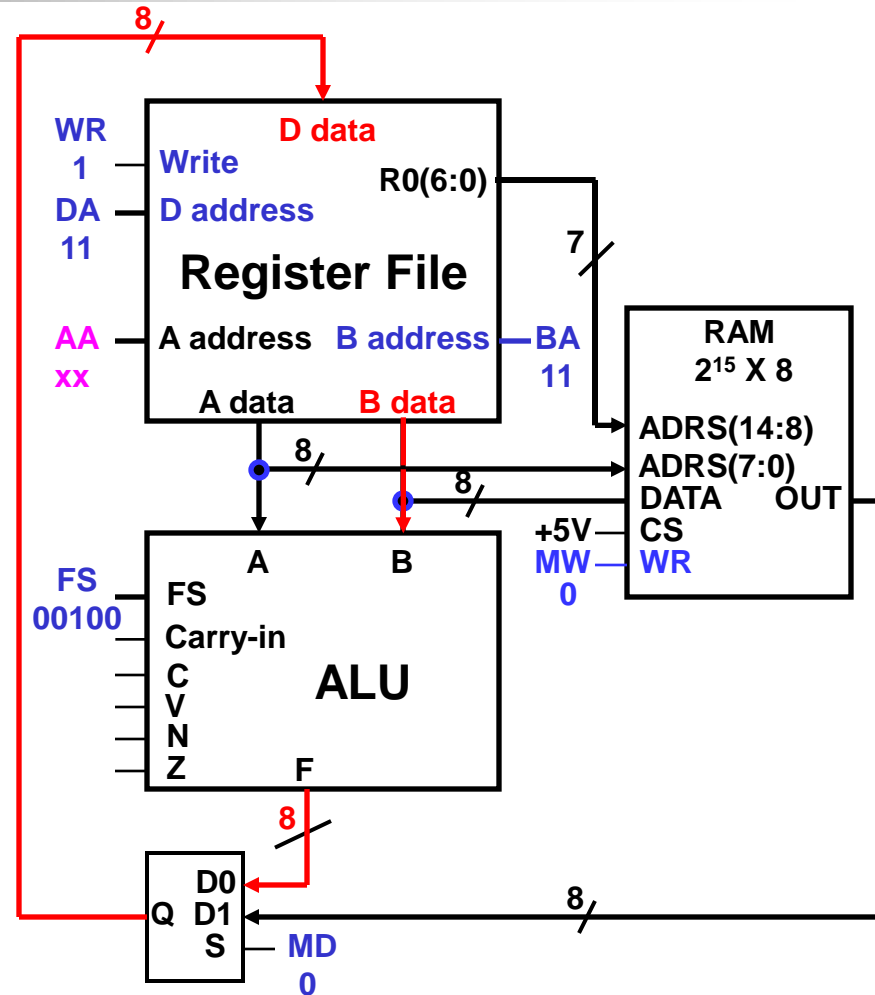 8
D data
WR
1
Write
R0(6:0)
DA
11
D address
7
Register File
AA
xx
A address
B address
BA
11
RAM
2¹⁵ X 8
A data
B data
ADRS(14:8)
8
ADRS(7:0)
8
DATA
OUT
+5V
CS
MW
0
WR
A
B
FS
00100
FS
Carry-in
ALU
C
V
N
Z
F
8
D0
Q
D1
8
S
MD
0